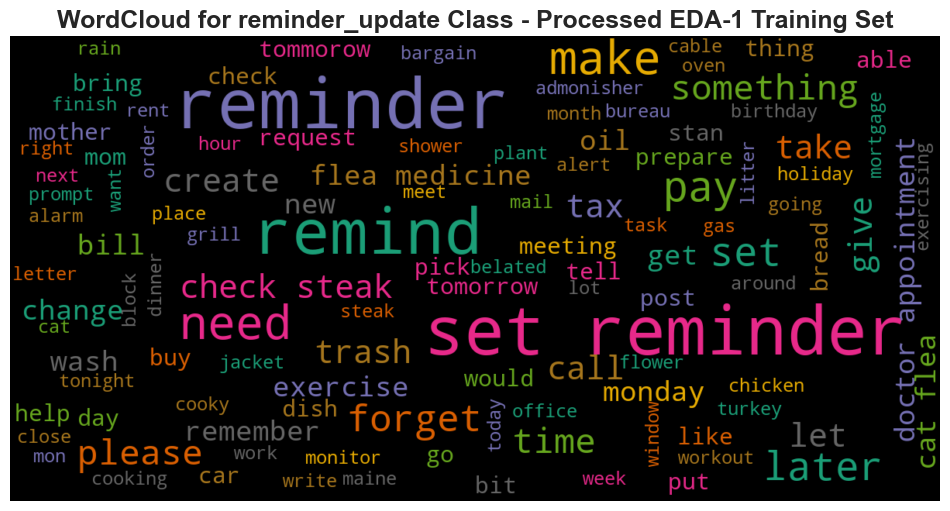 WordCloud for reminder_update Class - Processed EDA-1 Training Set
rain
tommorow
bargain
make
cable
thing
able
oven
bring
check
reminder
admonisher
something
finish
rent
month
bureau
birthday
mother
order
hour
request
shower
oil
stan
mortgage
right
mom
plant
alert
prepare
litter
take
next
want
create
flea medicine
pay
holiday
prompt
meet
appointment
exercising
alarm
place
new
mail
tax
going
bill
grill
remind
task
gas
give
meeting
get
set
bread
letter
block
dinner
pick
belated
tell
around
change
check steak
tomorrow
lot
post
cat
need
steak
set reminder
wash
buy
jacket
trash
call
flower
doctor
cat flea
tonight
exercise
would
monday
chicken
help
day
cooky
dish
forget
today
office
window
turkey
close
remember
time
like
let
mon
please
work
monitor
go
workout
later
cooking
car
write
maine
bit
week
put